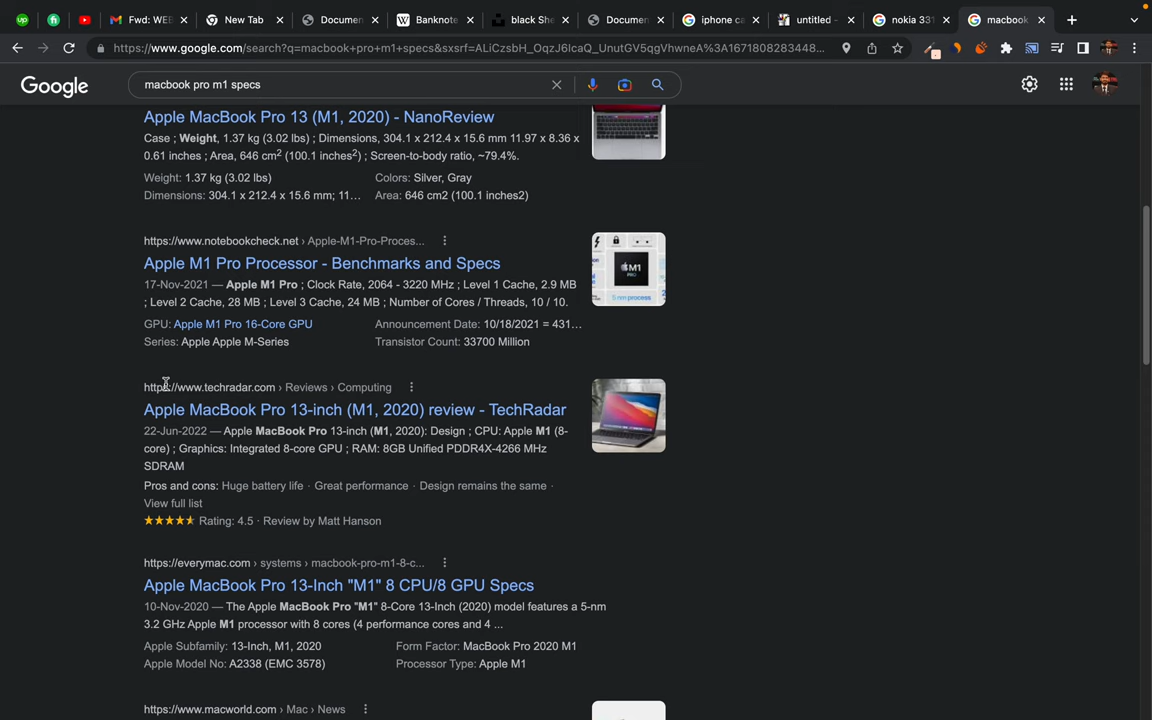 Fwd: WEB
New Tab
Documen
Banknote
black She
Documen
iphone ca
untitled -
nokia 331
macbook
https://www.google.com/search?q=macbook+pro+m1+specs&sxsrf=ALiCzsbH_OqzJ6IcaQ_UnutGV5qgVhwneA%3A1671808283448...
Google
macbook pro m1 specs
Apple MacBook Pro 13 (M1, 2020) - NanoReview
Case ; Weight, 1.37 kg (3.02 lbs) ; Dimensions, 304.1 x 212.4 x 15.6 mm 11.97 x 8.36 x
0.61 inches ; Area, 646 cm2 (100.1 inches2) ; Screen-to-body ratio, ~79.4%.
Weight: 1.37 kg (3.02 lbs) Colors: Silver, Gray
Dimensions: 304.1 x 212.4 x 15.6 mm; 11... Area: 646 cm2 (100.1 inches2)
https://www.notebookcheck.net › Apple-M1-Pro-Proces...
Apple M1 Pro Processor - Benchmarks and Specs
17-Nov-2021 — Apple M1 Pro ; Clock Rate, 2064 - 3220 MHz ; Level 1 Cache, 2.9 MB
; Level 2 Cache, 28 MB ; Level 3 Cache, 24 MB ; Number of Cores / Threads, 10 / 10.
GPU: Apple M1 Pro 16-Core GPU Announcement Date: 10/18/2021 = 431...
Series: Apple Apple M-Series Transistor Count: 33700 Million
M1
PRO
5 nm process
https://www.techradar.com › Reviews › Computing
Apple MacBook Pro 13-inch (M1, 2020) review - TechRadar
22-Jun-2022 — Apple MacBook Pro 13-inch (M1, 2020): Design ; CPU: Apple M1 (8-
core) ; Graphics: Integrated 8-core GPU ; RAM: 8GB Unified PDDR4X-4266 MHz
SDRAM
Pros and cons: Huge battery life · Great performance · Design remains the same ·
View full list
Rating: 4.5 · Review by Matt Hanson
https://everymac.com › systems › macbook-pro-m1-8-c...
Apple MacBook Pro 13-Inch "M1" 8 CPU/8 GPU Specs
10-Nov-2020 — The Apple MacBook Pro "M1" 8-Core 13-Inch (2020) model features a 5-nm
3.2 GHz Apple M1 processor with 8 cores (4 performance cores and 4 ...
Apple Subfamily: 13-Inch, M1, 2020 Form Factor: MacBook Pro 2020 M1
Apple Model No: A2338 (EMC 3578) Processor Type: Apple M1
https://www.macworld.com › Mac › News